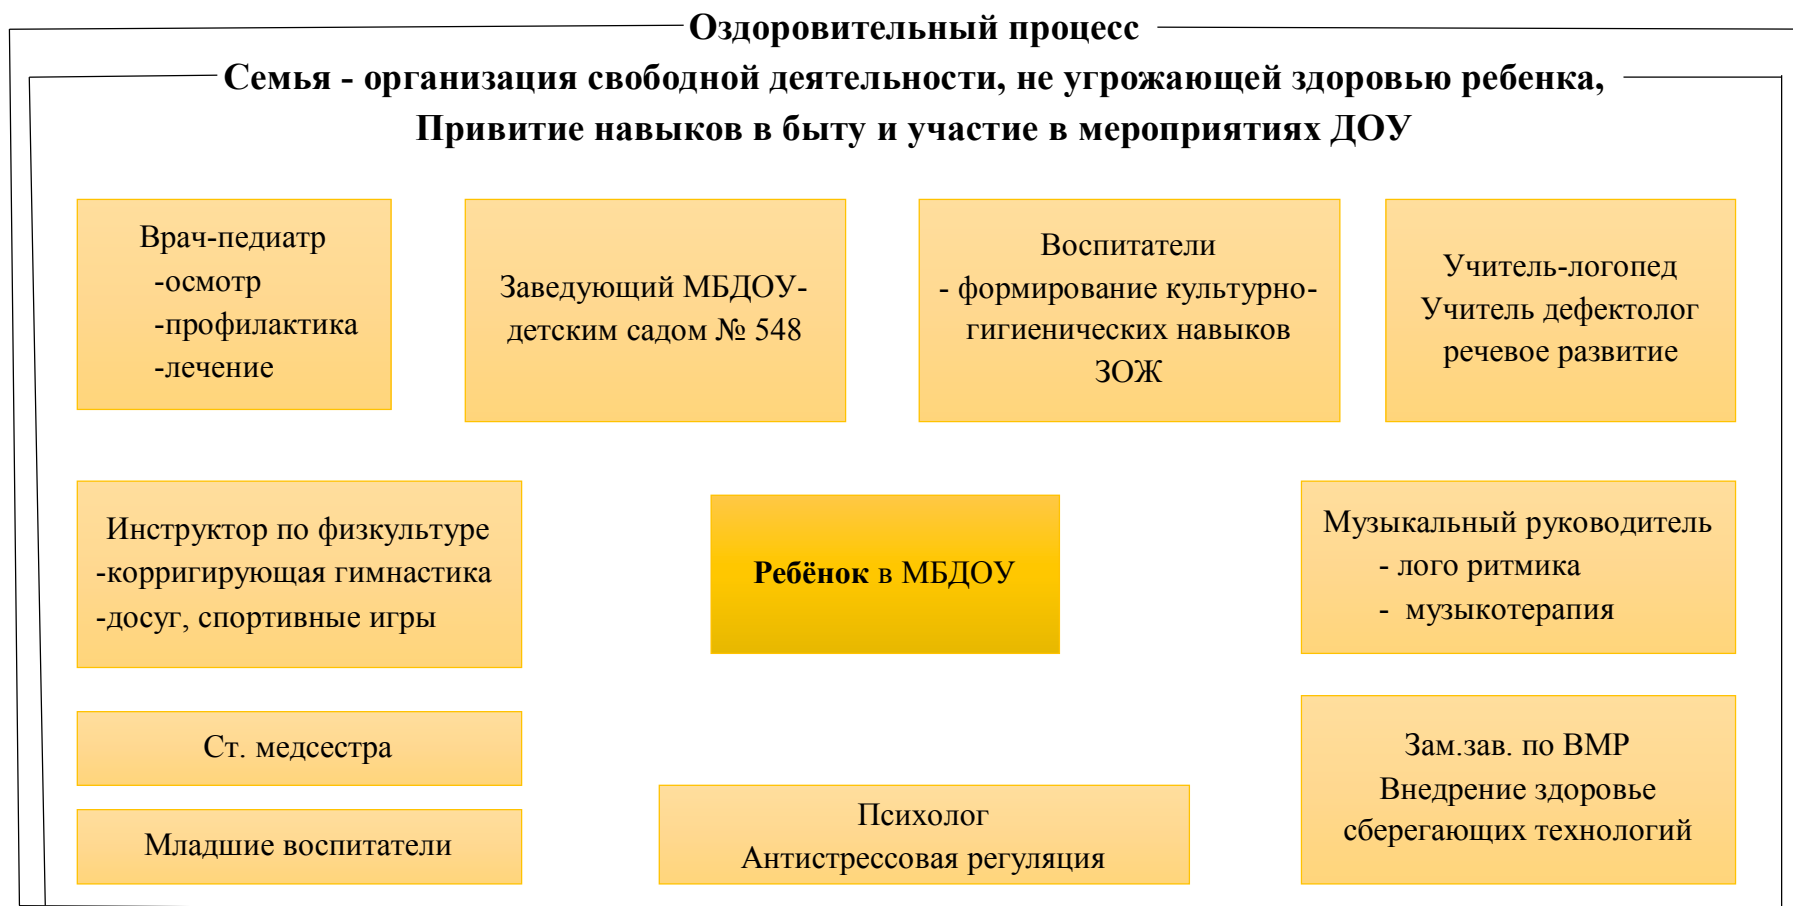 Оздоровительный процесс
Семья - организация свободной деятельности, не угрожающей здоровью ребенка,
Привитие навыков в быту и участие в мероприятиях ДОУ
Врач-педиатр
-осмотр
-профилактика
-лечение
Заведующий МБДОУ-
детским садом № 548
Воспитатели
- формирование культурно-
гигиенических навыков
ЗОЖ
Учитель-логопед
Учитель дефектолог
речевое развитие
Инструктор по физкультуре
-корригирующая гимнастика
-досуг, спортивные игры
Ребёнок в МБДОУ
Музыкальный руководитель
- лого ритмика
- музыкотерапия
Ст. медсестра
Младшие воспитатели
Психолог
Антистрессовая регуляция
Зам.зав. по ВМР
Внедрение здоровье
сберегающих технологий